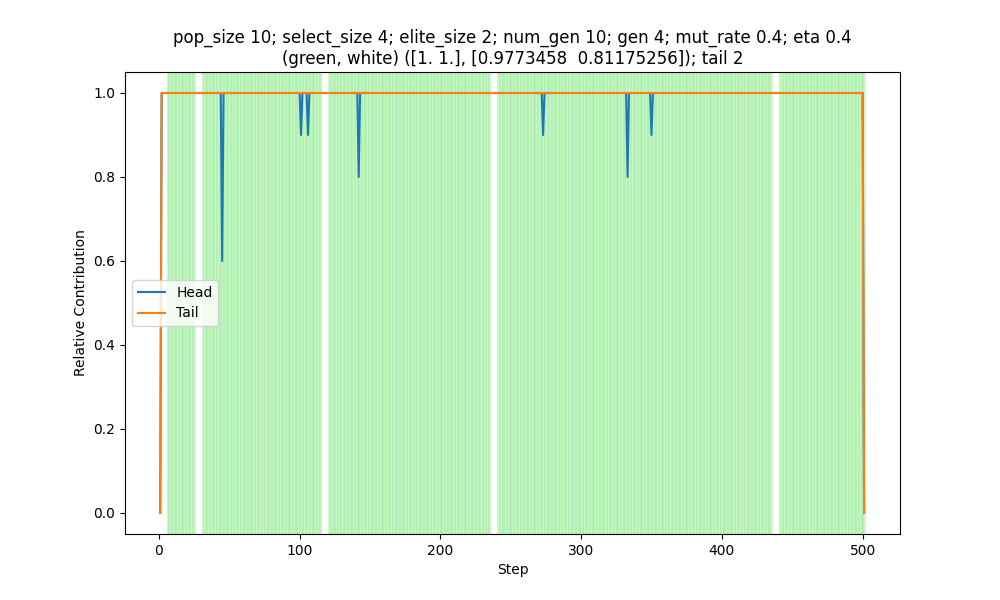 pop_size 10; select_size 4; elite_size 2; num_gen 10; gen 4; mut_rate 0.4; eta 0.4
(green, white) ([1. 1.], [0.9773458  0.81175256]); tail 2
1.0
0.8
0.6
0.4
0.2
0.0
Relative Contribution
Head
Tail
0
100
200
300
400
500
Step